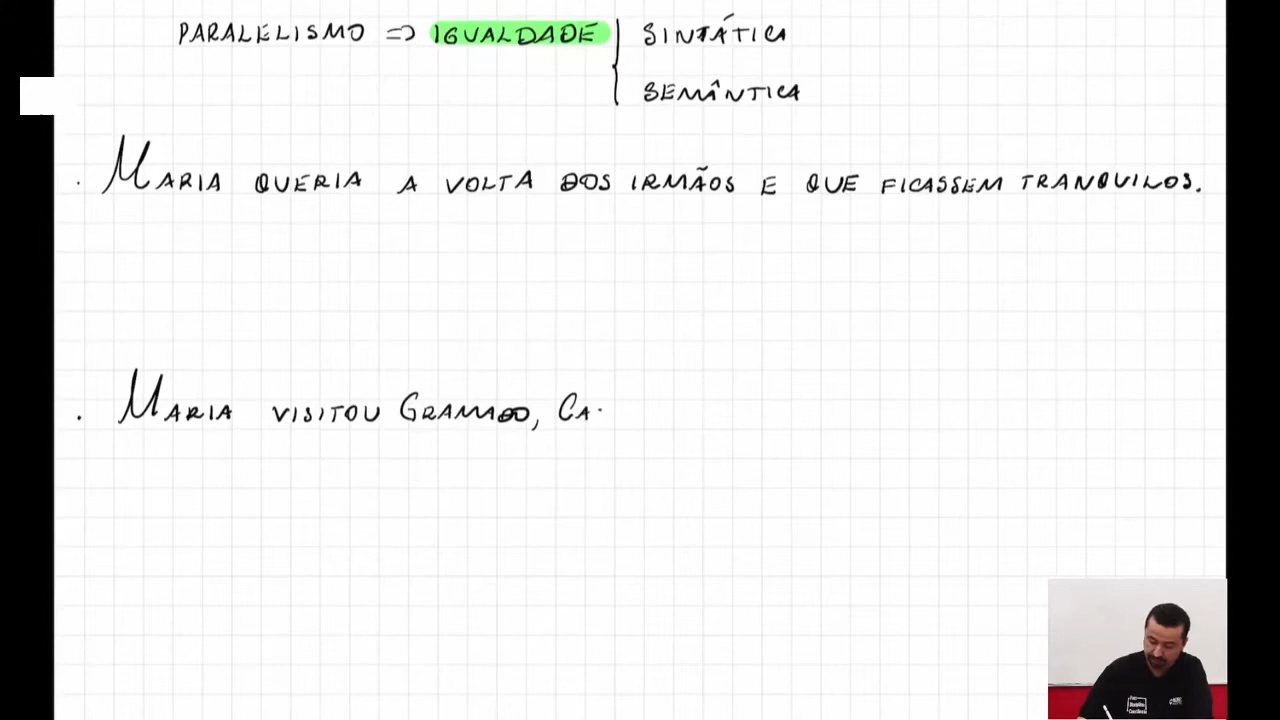 PARALELISMO => IGUALDADE { SINTÁTICA
SEMÂNTICA
. MARIA QUERIA A VOLTA DOS IRMÃOS E QUE FICASSEM TRANQUILOS.
. MARIA VISITOU GRAMADO, CA